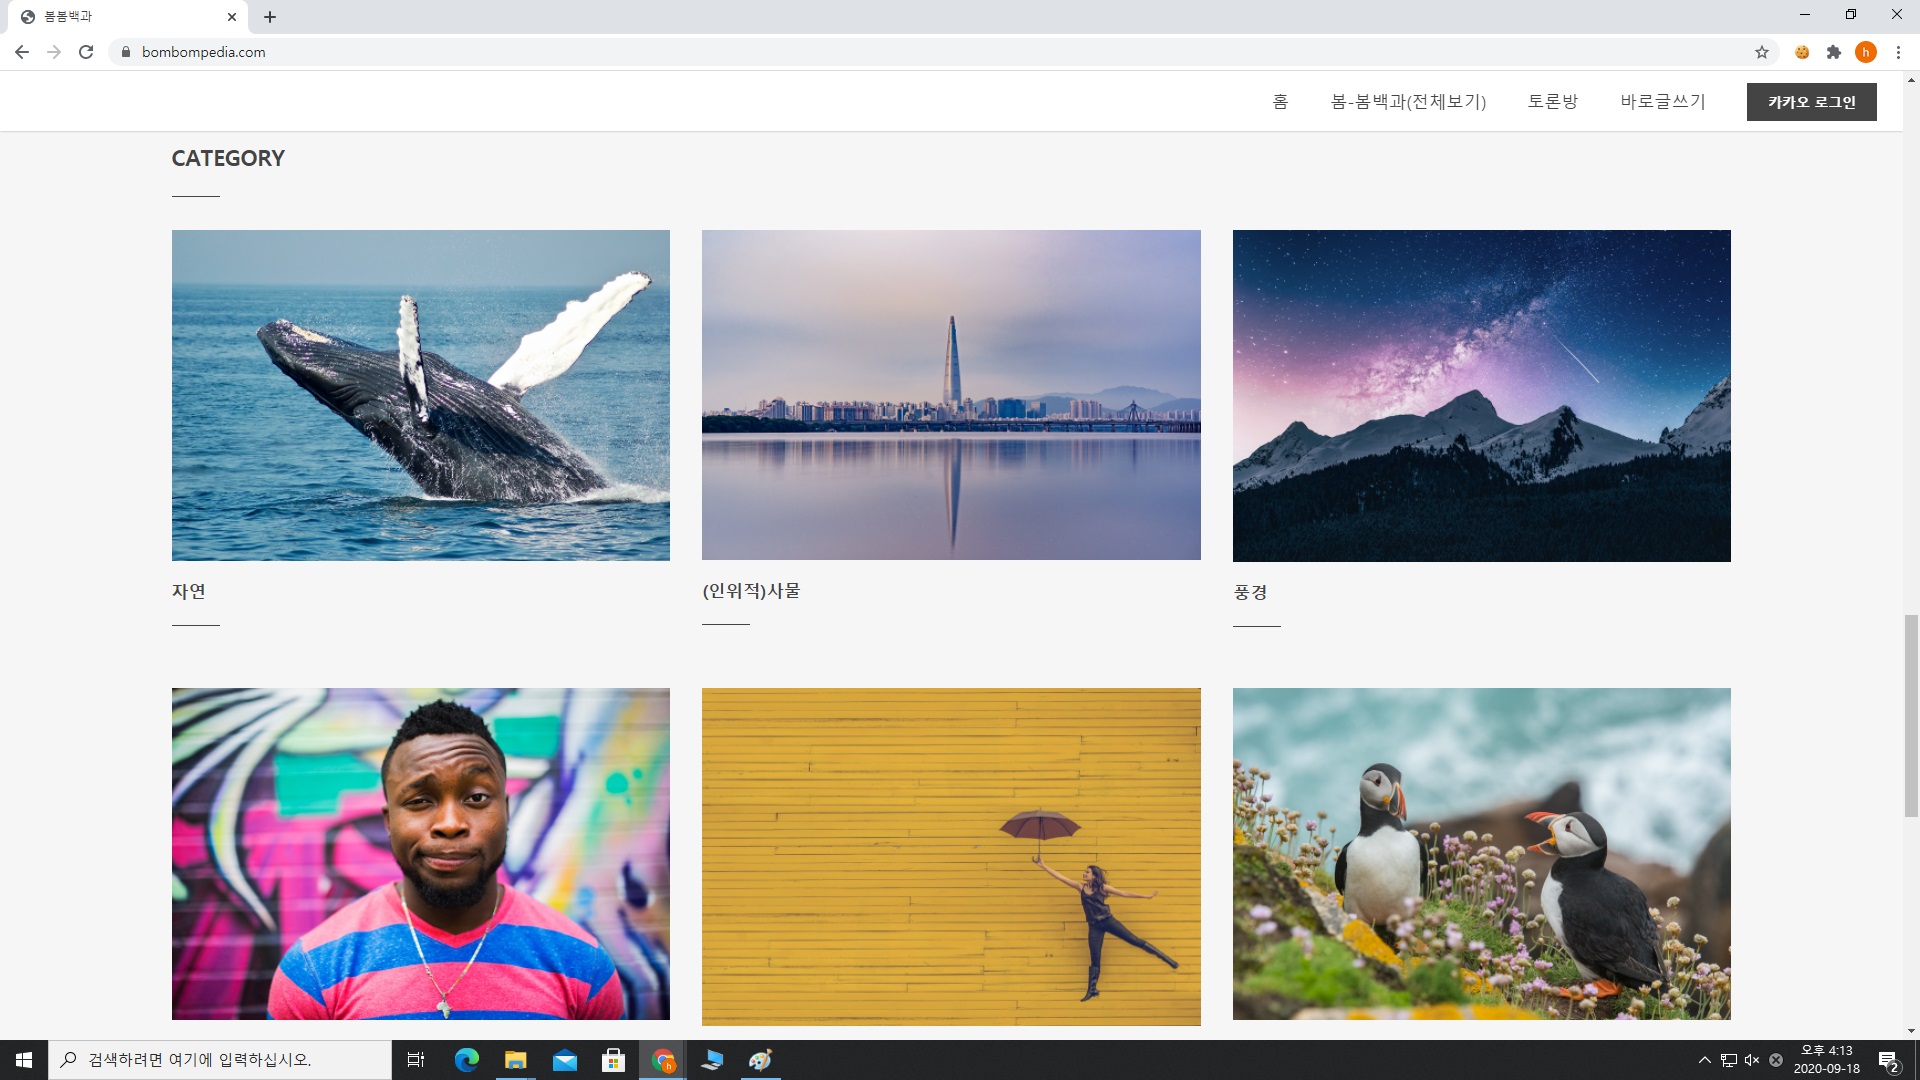 봄봄백과
bombompedia.com
h
홈 봄-봄백과(전체보기) 토론방 바로글쓰기 카카오 로그인
CATEGORY
자연
(인위적)사물
풍경
검색하려면 여기에 입력하십시오.
h
오후 4:13
2020-09-18
2